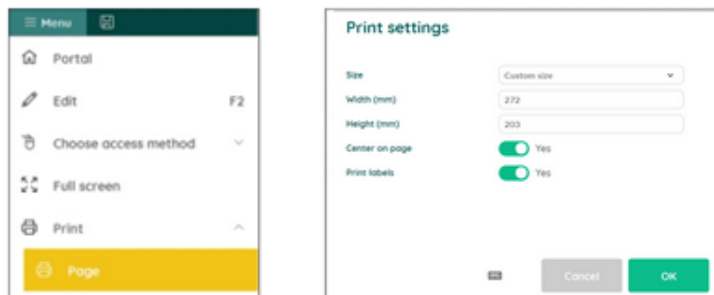 Menu
Portal
Edit F2
Choose access method
Full screen
Print
Page
Print settings
Size Custom size
Width (mm) 272
Height (mm) 203
Center on page Yes
Print labels Yes
Cancel OK